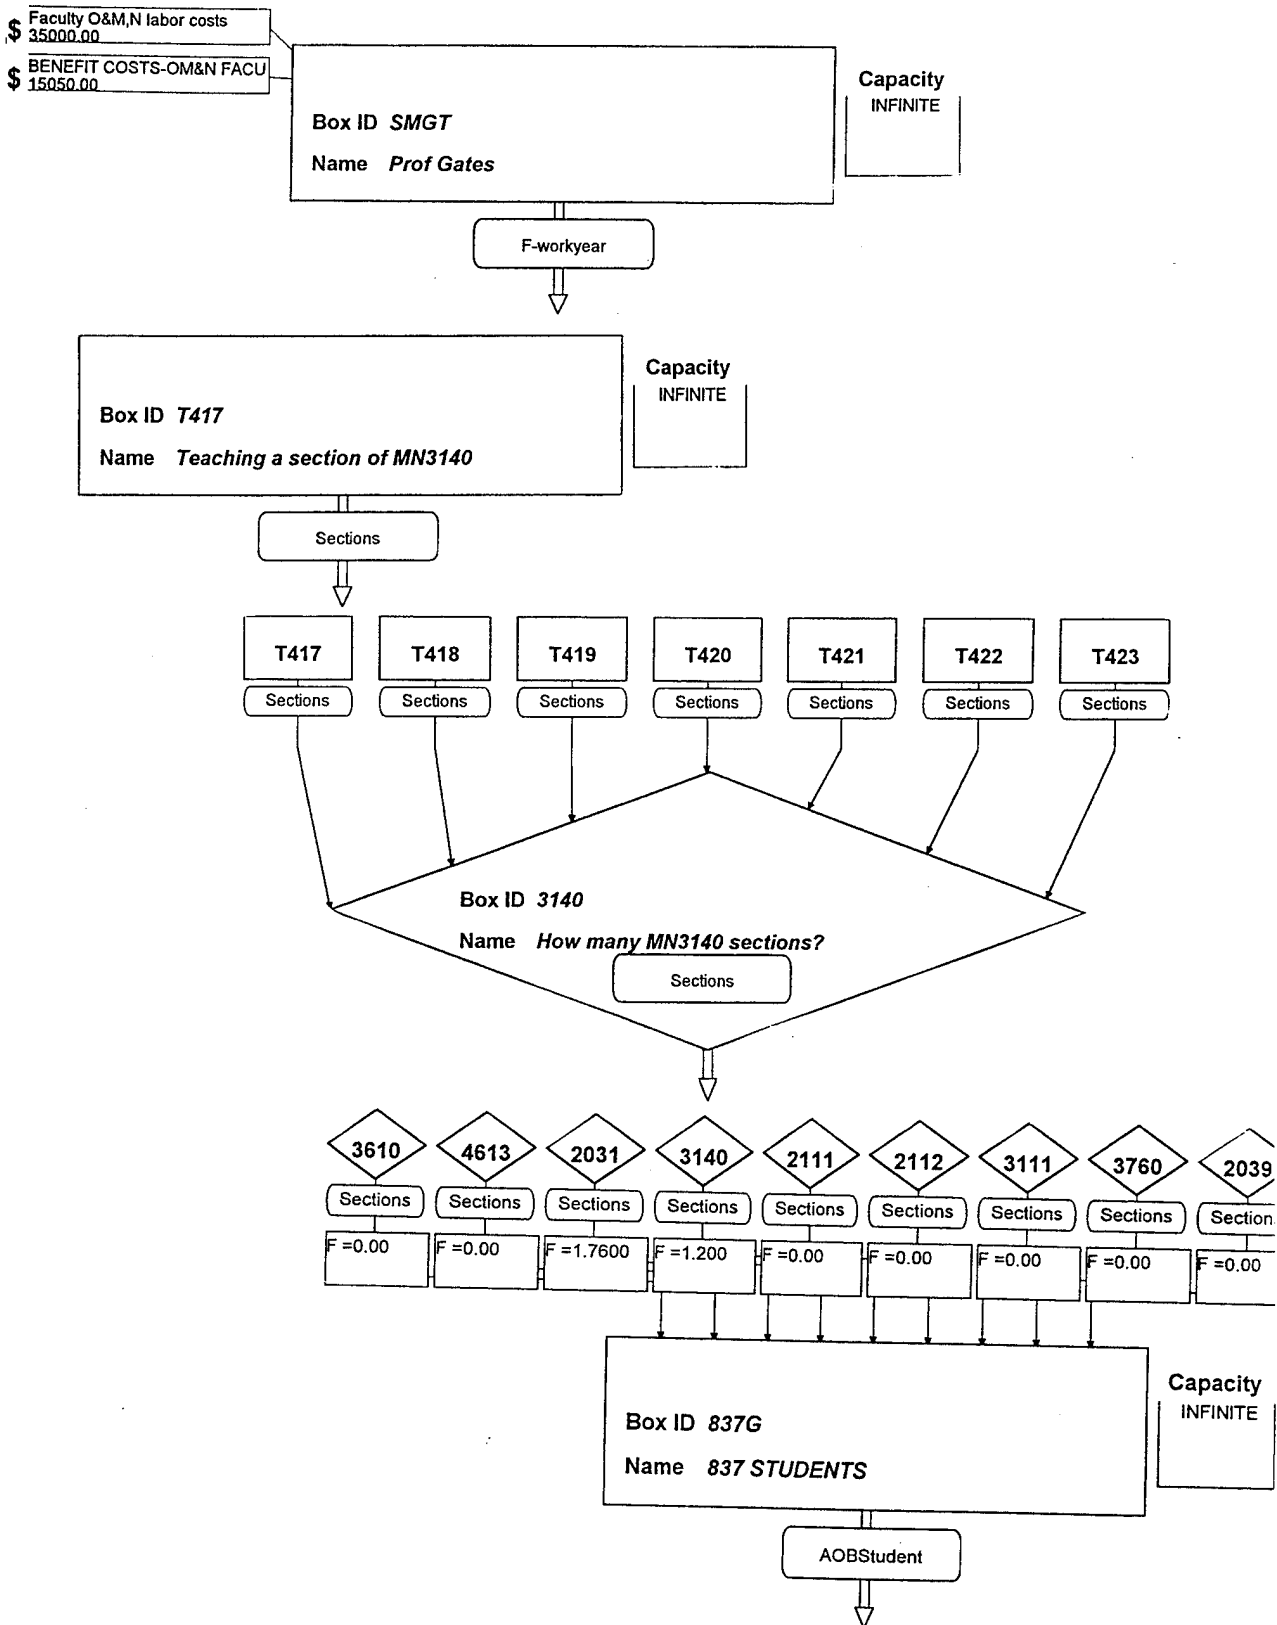 $ Faculty O&M,N labor costs
35000.00
$ BENEFIT COSTS-OM&N FACU
15050.00
Capacity
INFINITE
Box ID SMGT
Name Prof Gates
F-workyear
Capacity
INFINITE
Box ID T417
Name Teaching a section of MN3140
Sections
T417 T418 T419 T420 T421 T422 T423
Sections Sections Sections Sections Sections Sections Sections
Box ID 3140
Name How many MN3140 sections?
Sections
3610 4613 2031 3140 2111 2112 3111 3760 2039
Sections Sections Sections Sections Sections Sections Sections Sections Section
F =0.00 F =0.00 F =1.7600 F =1.200 F =0.00 F =0.00 F =0.00 F =0.00 F =0.00
Capacity
INFINITE
Box ID 837G
Name 837 STUDENTS
AOBStudent